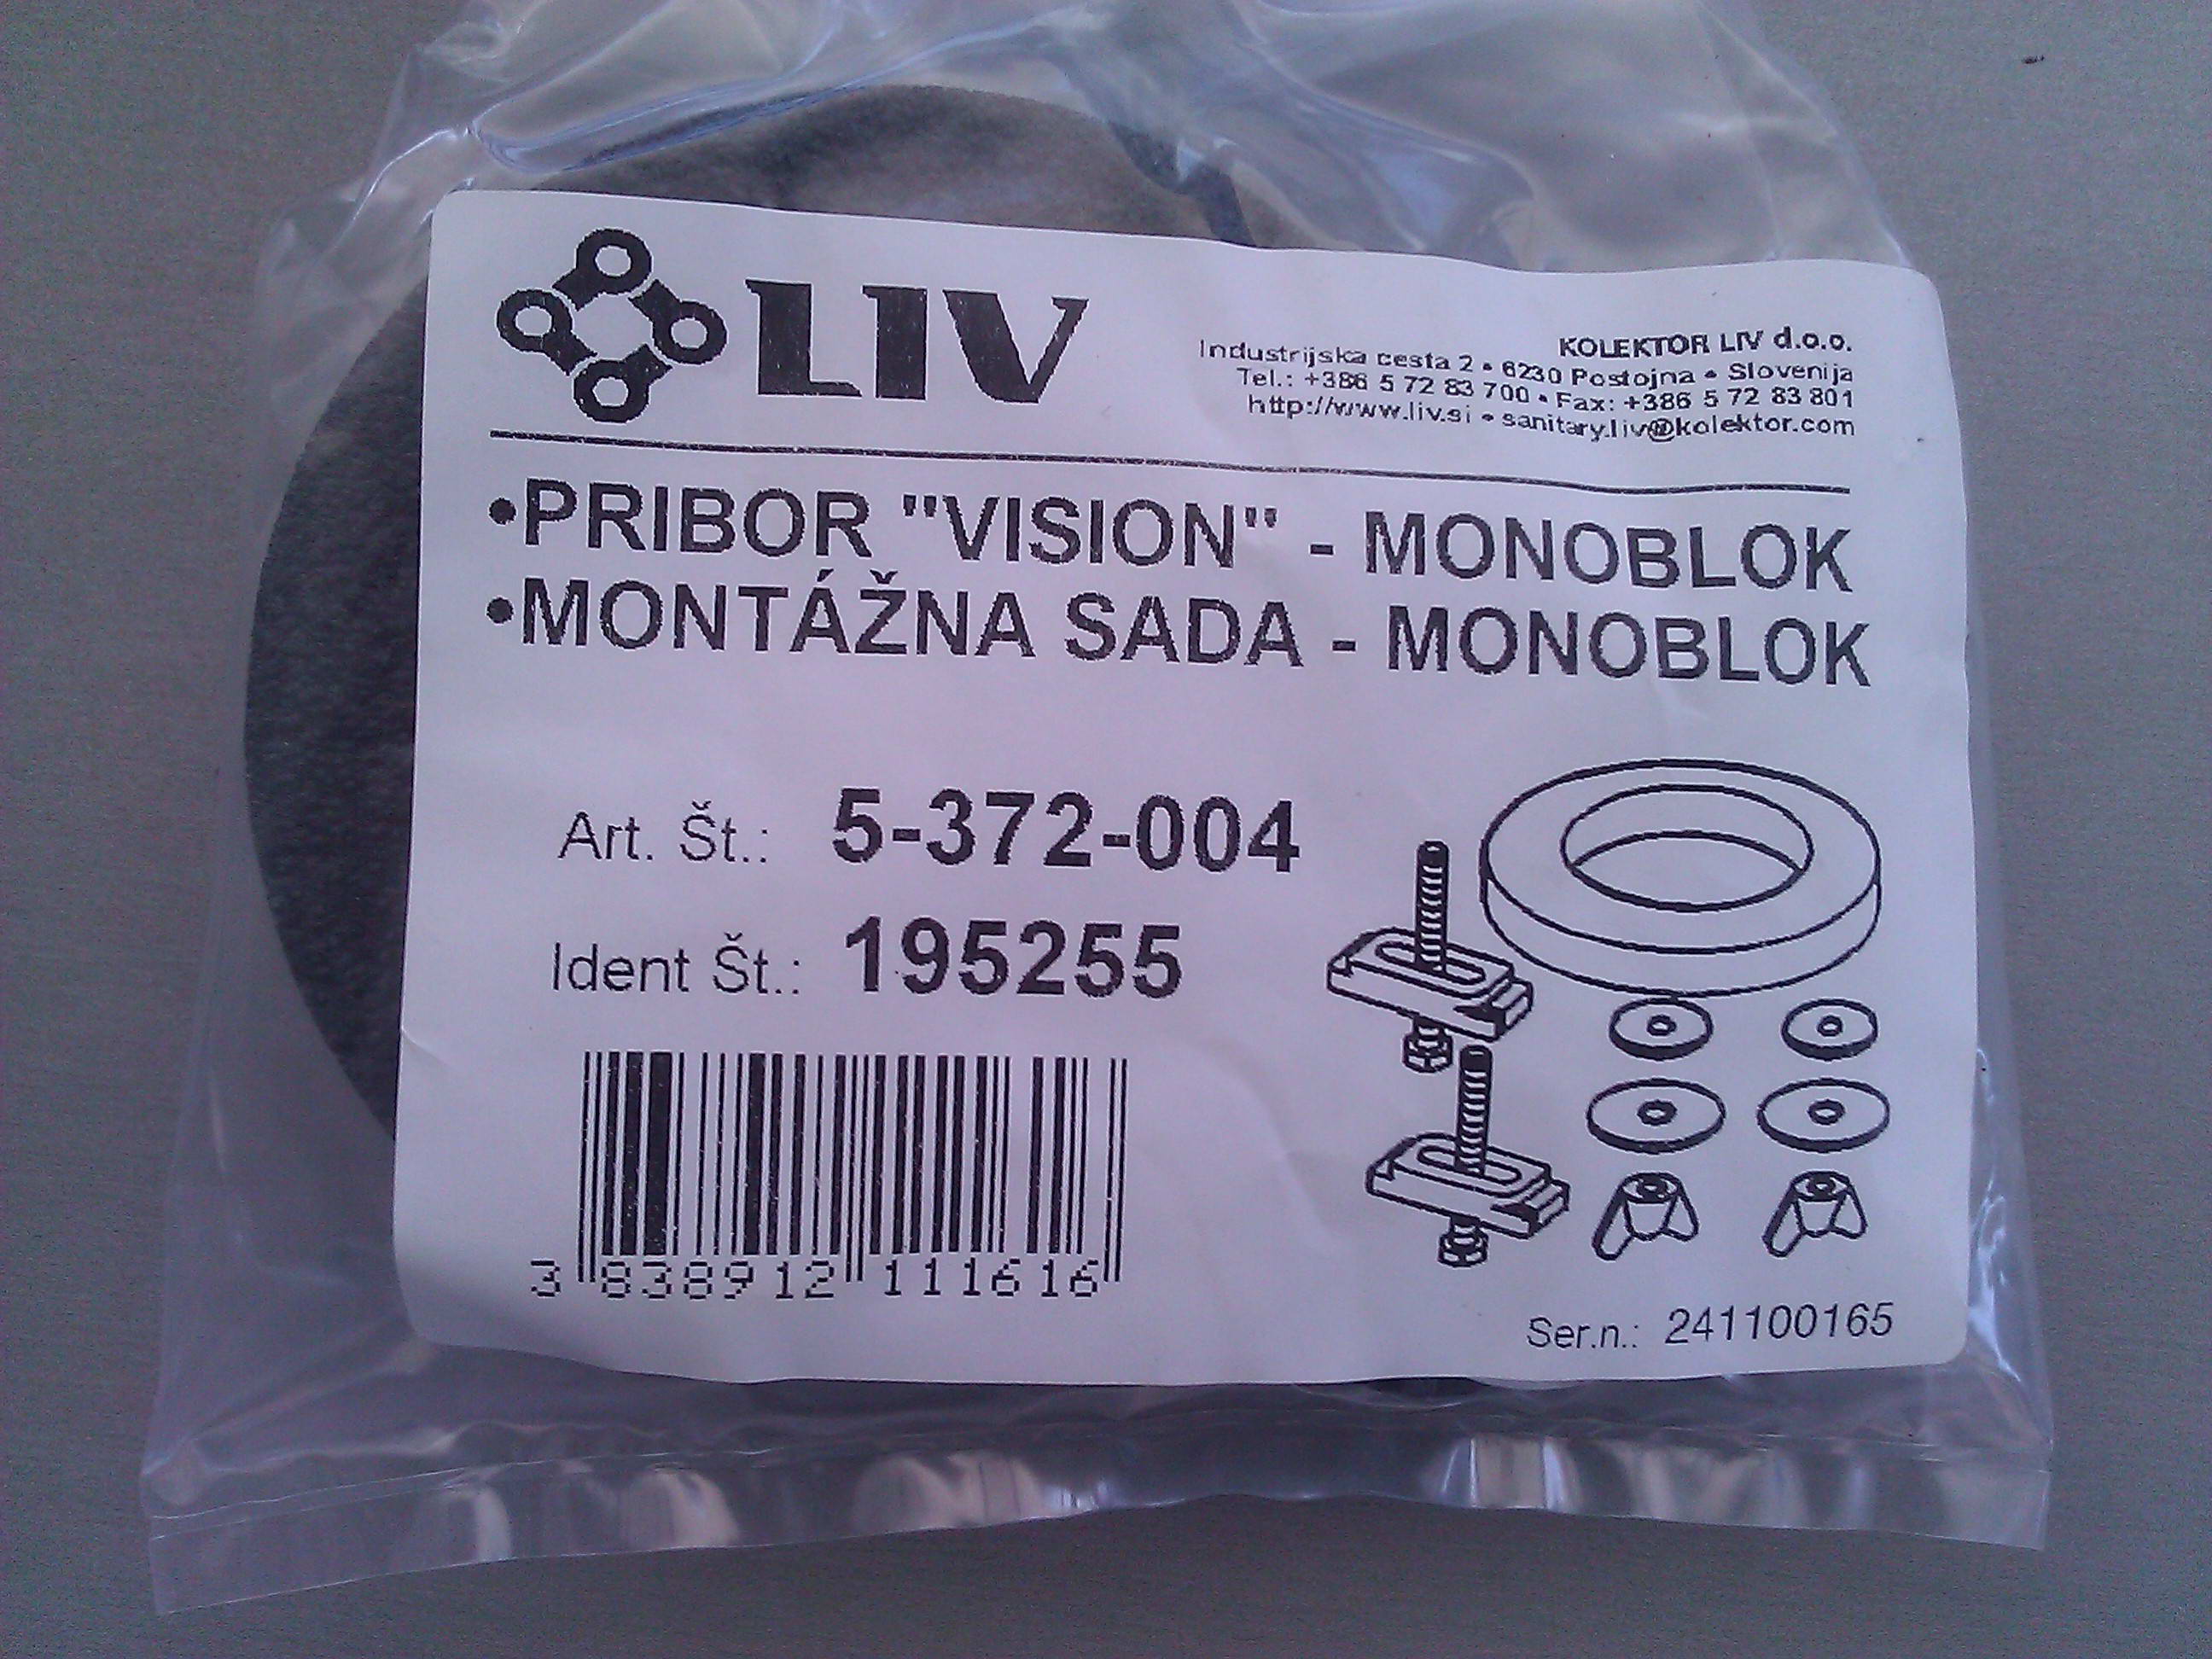 LIV
KOLEKTOR LIV d.o.o.
Industrijska cesta 2 • 6230 Postojna • Slovenija
Tel.: +386 5 72 83 700 • Fax: +386 5 72 83 801
http://www.liv.si • sanitary.liv@kolektor.com
•PRIBOR "VISION" - MONOBLOK
•MONTÁŽNA SADA - MONOBLOK
Art. Št.: 5-372-004
Ident Št.: 195255
3 838912 111616
Ser.n.: 241100165